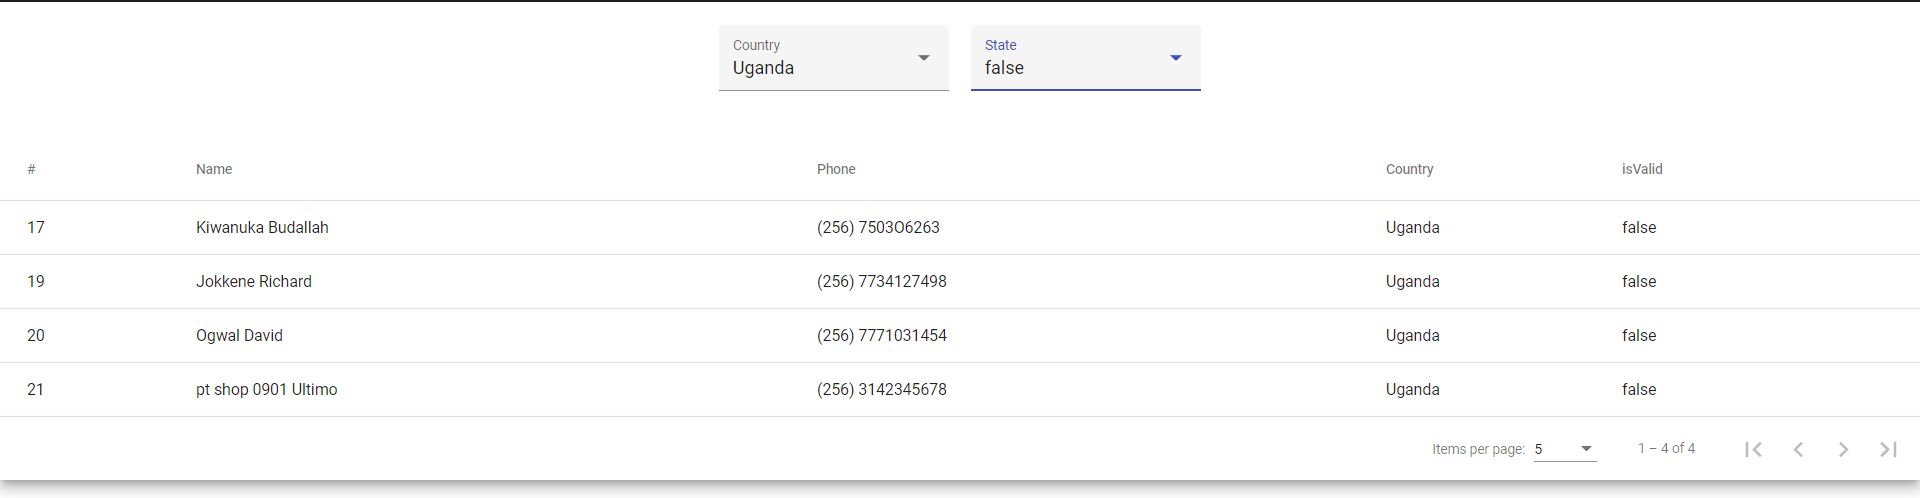 Country State
Uganda false
# Name Phone Country isValid
17 Kiwanuka Budallah (256) 7503O6263 Uganda false
19 Jokkene Richard (256) 7734127498 Uganda false
20 Ogwal David (256) 7771031454 Uganda false
21 pt shop 0901 Ultimo (256) 3142345678 Uganda false
Items per page: 5 1 – 4 of 4